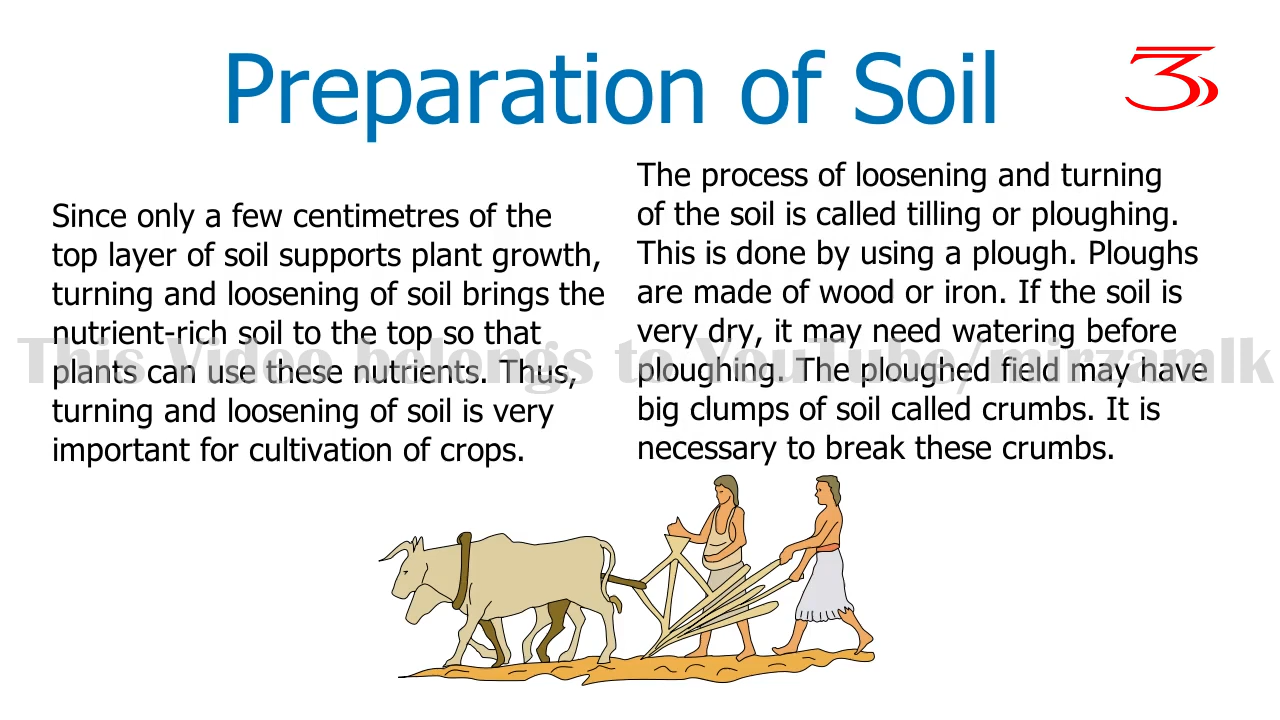 Preparation of Soil
Since only a few centimetres of the
top layer of soil supports plant growth,
turning and loosening of soil brings the
nutrient-rich soil to the top so that
plants can use these nutrients. Thus,
turning and loosening of soil is very
important for cultivation of crops.
The process of loosening and turning
of the soil is called tilling or ploughing.
This is done by using a plough. Ploughs
are made of wood or iron. If the soil is
very dry, it may need watering before
ploughing. The ploughed field may have
big clumps of soil called crumbs. It is
necessary to break these crumbs.
This Video belongs to YouTube/mirzamlk